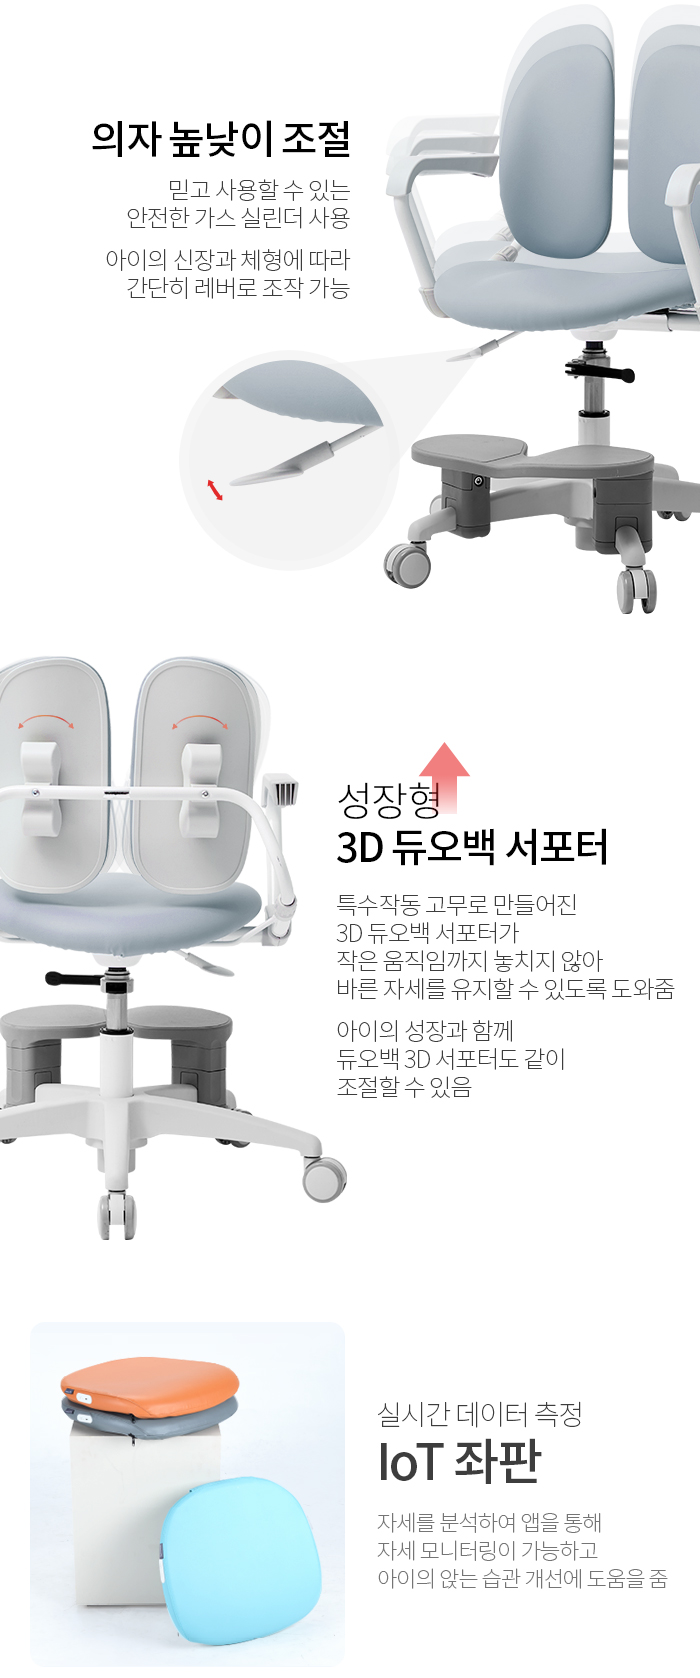 의자 높낮이 조절
믿고 사용할 수 있는
안전한 가스 실린더 사용
아이의 신장과 체형에 따라
간단히 레버로 조작 가능
성장형
3D 듀오백 서포터
특수작동 고무로 만들어진
3D 듀오백 서포터가
작은 움직임까지 놓치지 않아
바른 자세를 유지할 수 있도록 도와줌
아이의 성장과 함께
듀오백 3D 서포터도 같이
조절할 수 있음
실시간 데이터 측정
IoT 좌판
자세를 분석하여 앱을 통해
자세 모니터링이 가능하고
아이의 앉는 습관 개선에 도움을 줌